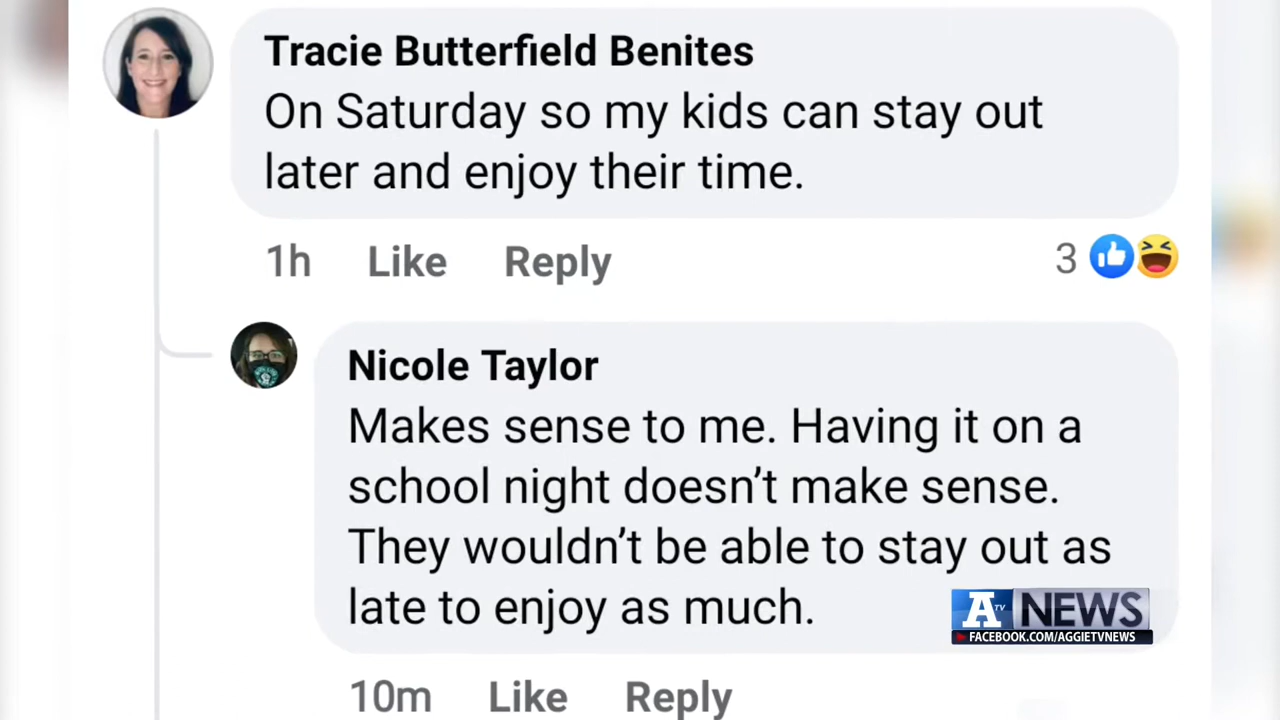 Tracie Butterfield Benites
On Saturday so my kids can stay out
later and enjoy their time.
1h Like Reply 3
Nicole Taylor
Makes sense to me. Having it on a
school night doesn't make sense.
They wouldn't be able to stay out as
late to enjoy as much.
A TV NEWS
FACEBOOK.COM/AGGIETVNEWS
10m Like Reply